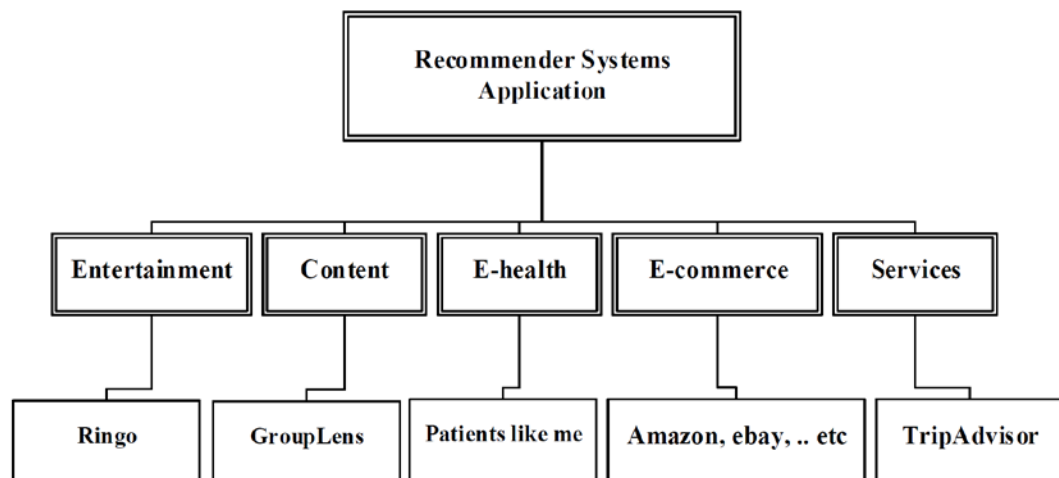 Recommender Systems
Application
Entertainment
Content
E-health
E-commerce
Services
Ringo
GroupLens
Patients like me
Amazon, ebay, .. etc
TripAdvisor